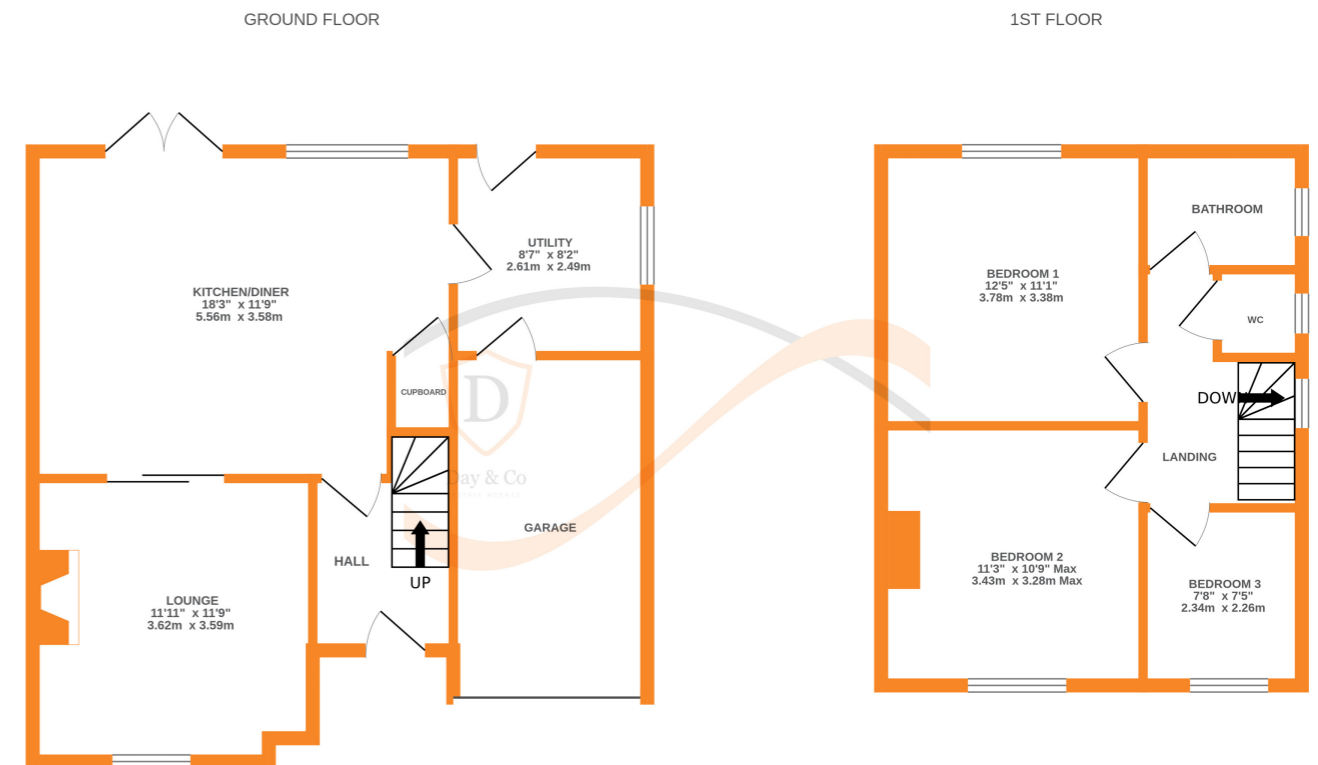 GROUND FLOOR
1ST FLOOR
KITCHEN/DINER
18'3" x 11'9"
5.56m x 3.58m
UTILITY
8'7" x 8'2"
2.61m x 2.49m
CUPBOARD
D
Day & Co
GARAGE
HALL
UP
LOUNGE
11'11" x 11'9"
3.62m x 3.59m
BATHROOM
BEDROOM 1
12'5" x 11'1"
3.78m x 3.38m
WC
DOWN
LANDING
BEDROOM 2
11'3" x 10'9" Max
3.43m x 3.28m Max
BEDROOM 3
7'8" x 7'5"
2.34m x 2.26m